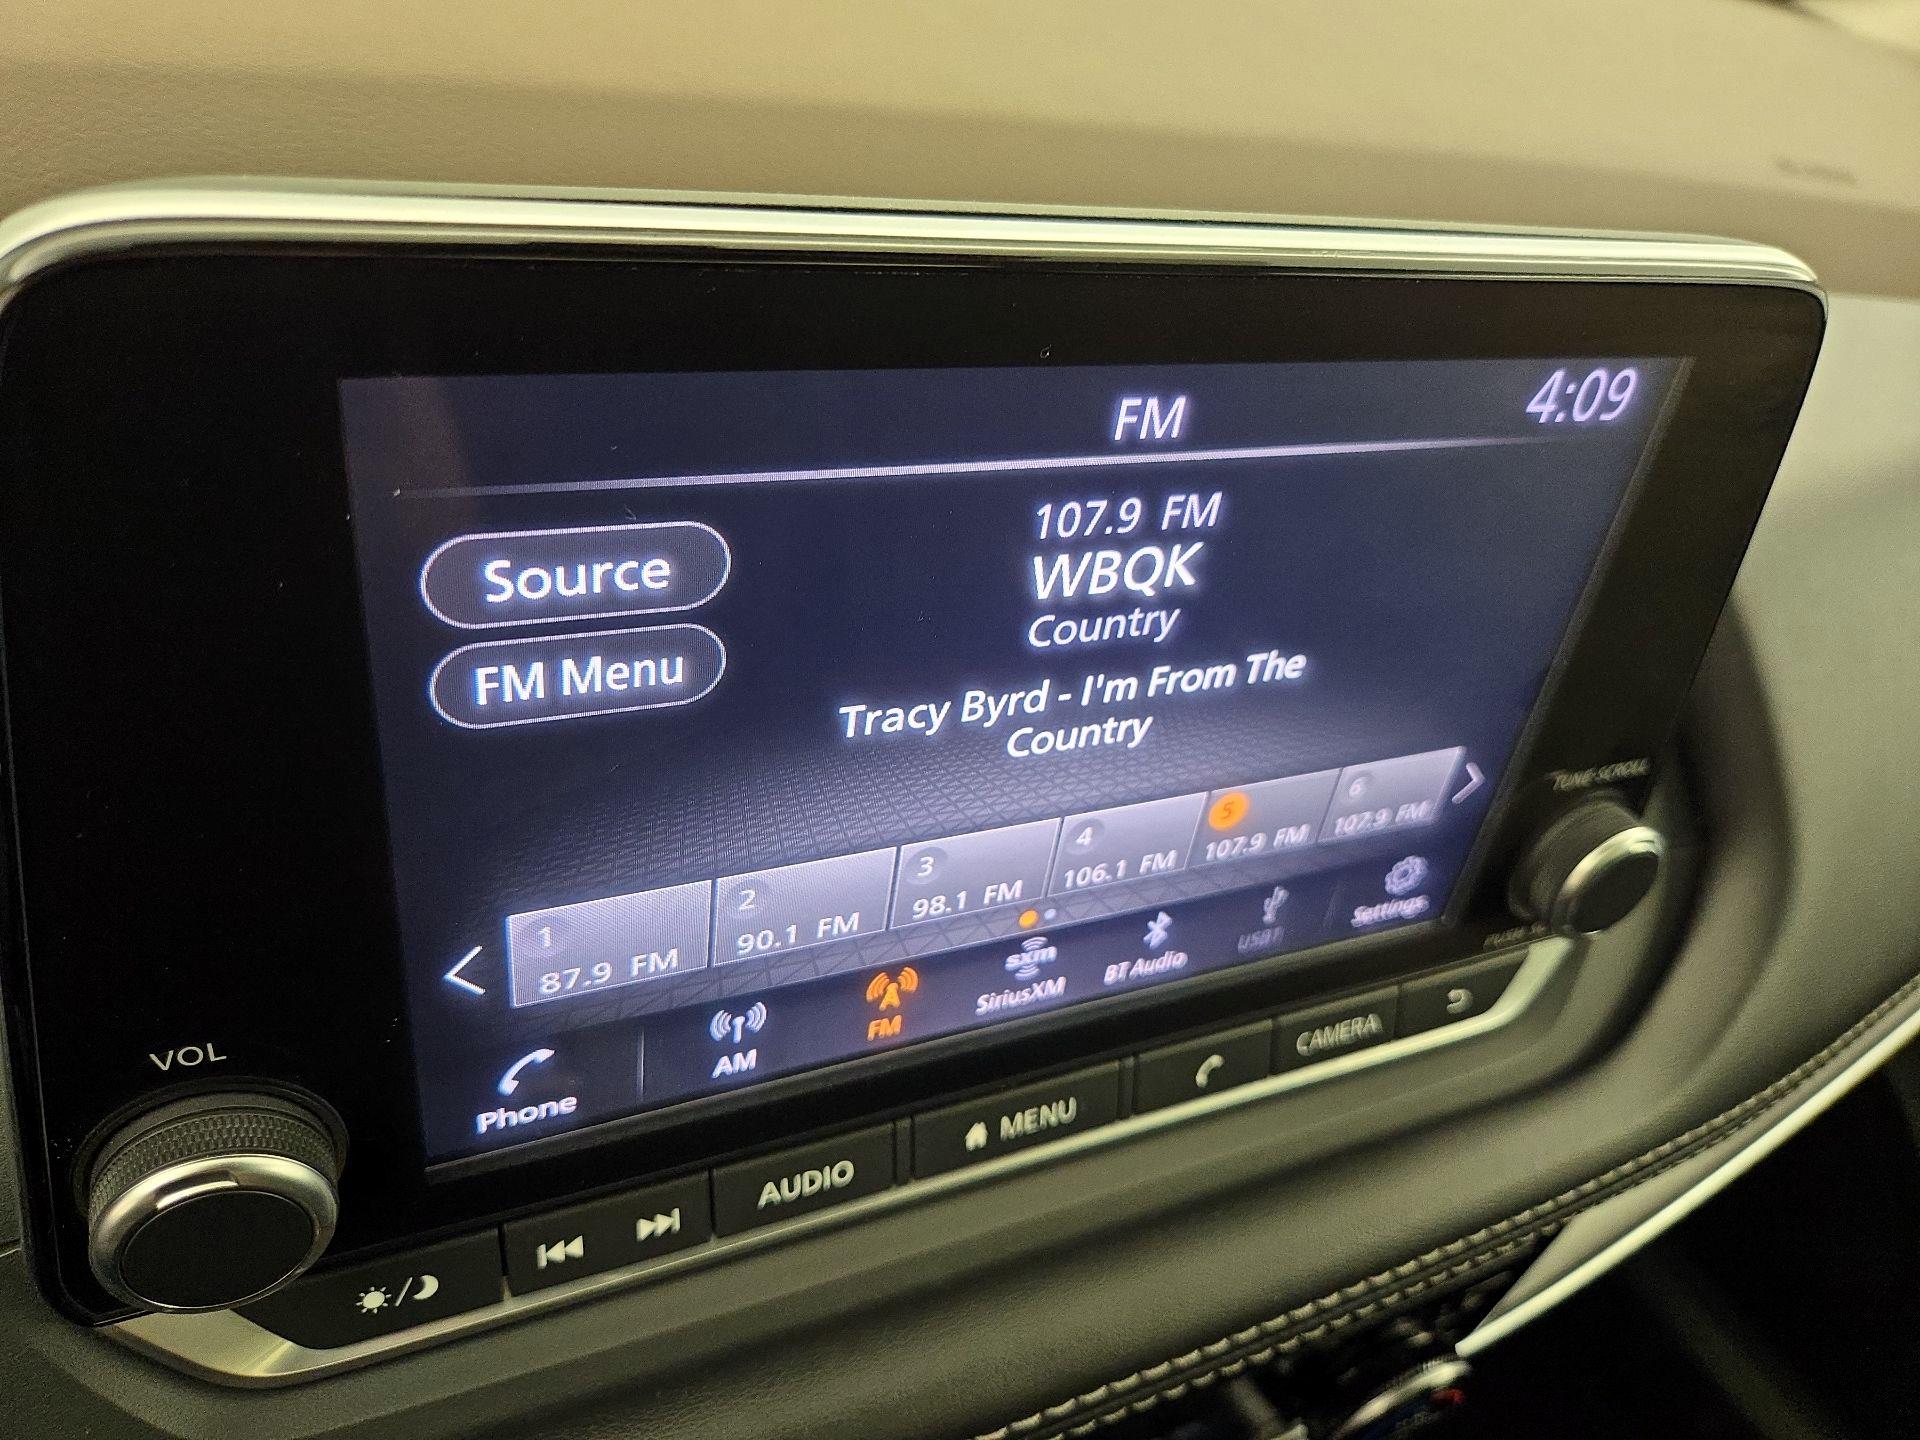 FM
4:09
Source
107.9 FM
WBQK
Country
FM Menu
Tracy Byrd - I'm From The
Country
1
87.9 FM
2
90.1 FM
3
98.1 FM
4
106.1 FM
5
107.9 FM
6
107.9 FM
Phone
AM
FM
sxm
SiriusXM
BT Audio
USB1
Settings
VOL
TUNE·SCROLL
PUSH
AUDIO
MENU
CAMERA